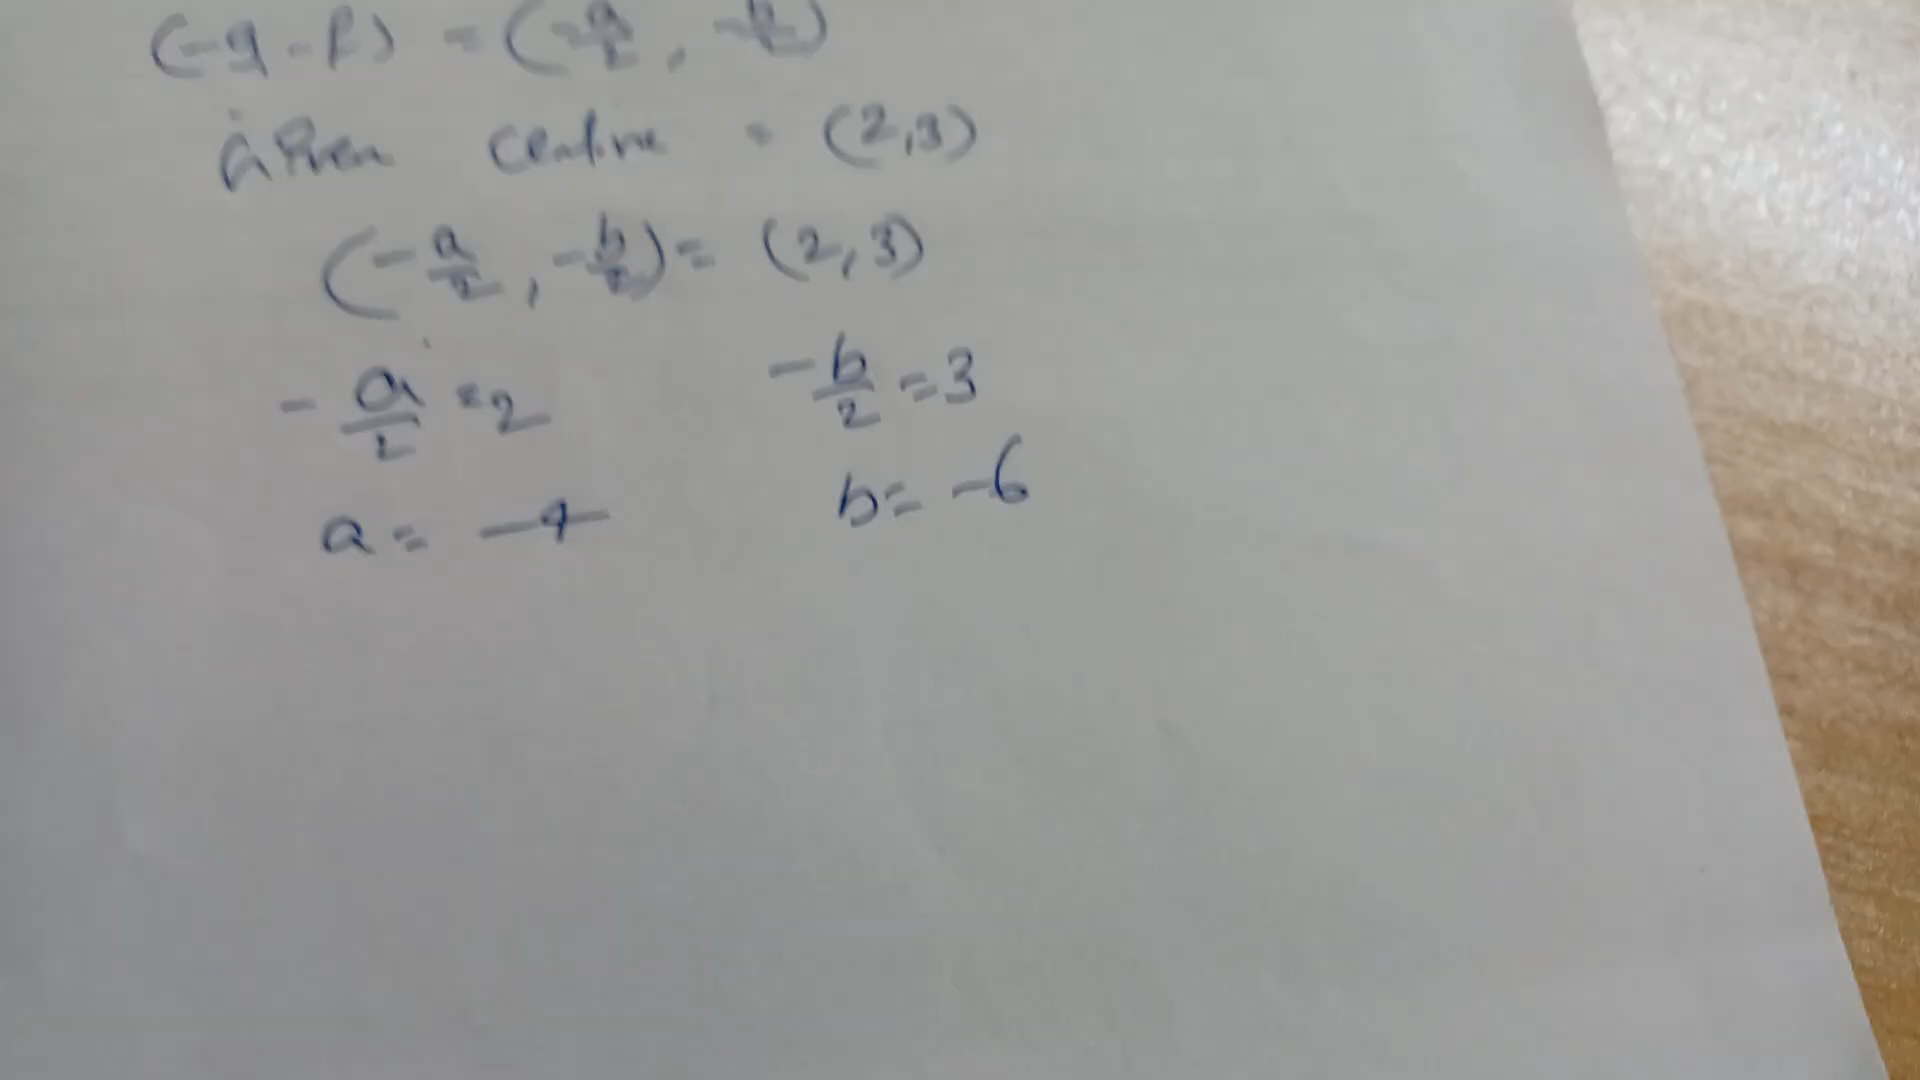 (-g -f) = (-a/2, -b/2)
Given centre = (2,3)
(-a/2, -b/2) = (2,3)
-a/2 = 2 -b/2 = 3
a = -4 b = -6